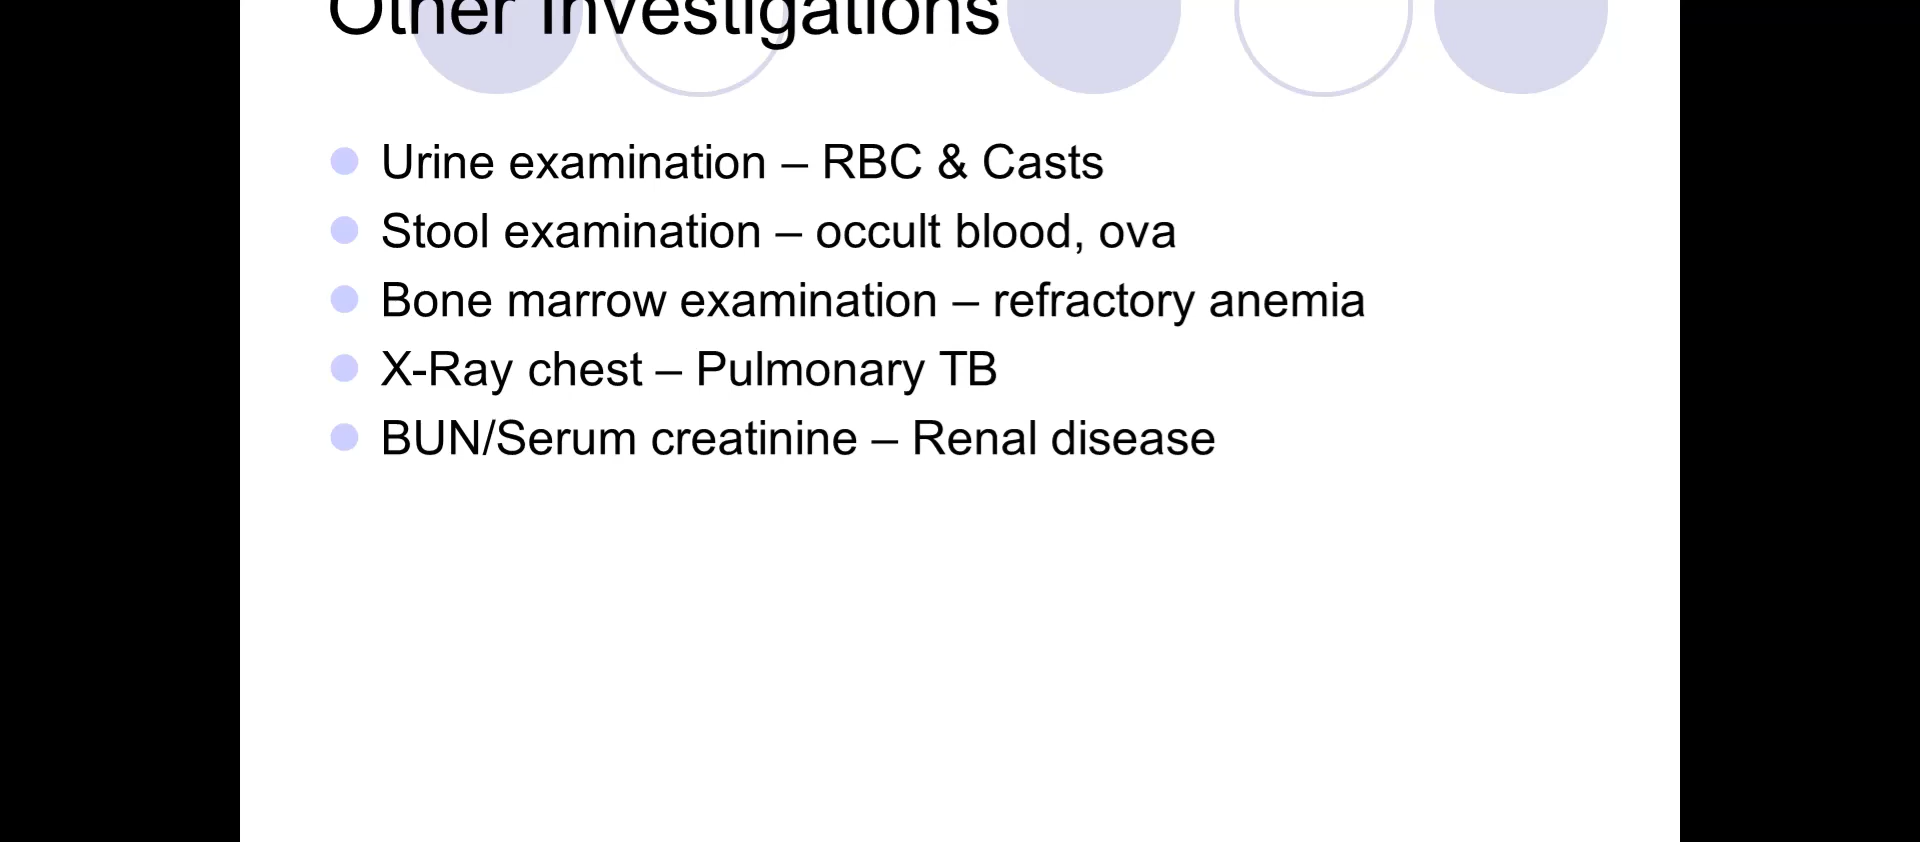 Other Investigations
Urine examination – RBC & Casts
Stool examination – occult blood, ova
Bone marrow examination – refractory anemia
X-Ray chest – Pulmonary TB
BUN/Serum creatinine – Renal disease